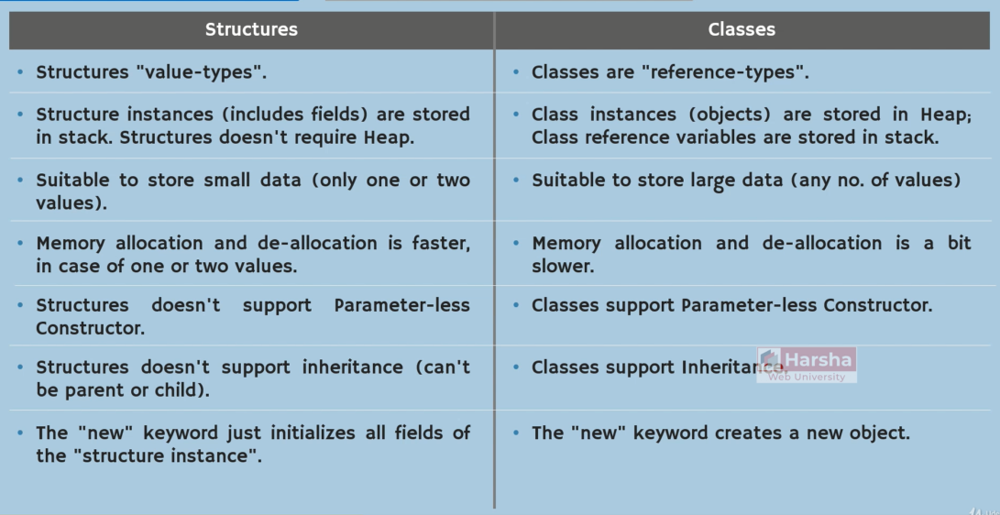 Structures
Classes
• Structures "value-types".
• Classes are "reference-types".
• Structure instances (includes fields) are stored
in stack. Structures doesn't require Heap.
• Class instances (objects) are stored in Heap;
Class reference variables are stored in stack.
• Suitable to store small data (only one or two
values).
• Suitable to store large data (any no. of values)
• Memory allocation and de-allocation is faster,
in case of one or two values.
• Memory allocation and de-allocation is a bit
slower.
• Structures doesn't support Parameter-less
Constructor.
• Classes support Parameter-less Constructor.
• Structures doesn't support inheritance (can't
be parent or child).
• Classes support Inheritance.
Harsha
Web University
• The "new" keyword just initializes all fields of
the "structure instance".
• The "new" keyword creates a new object.